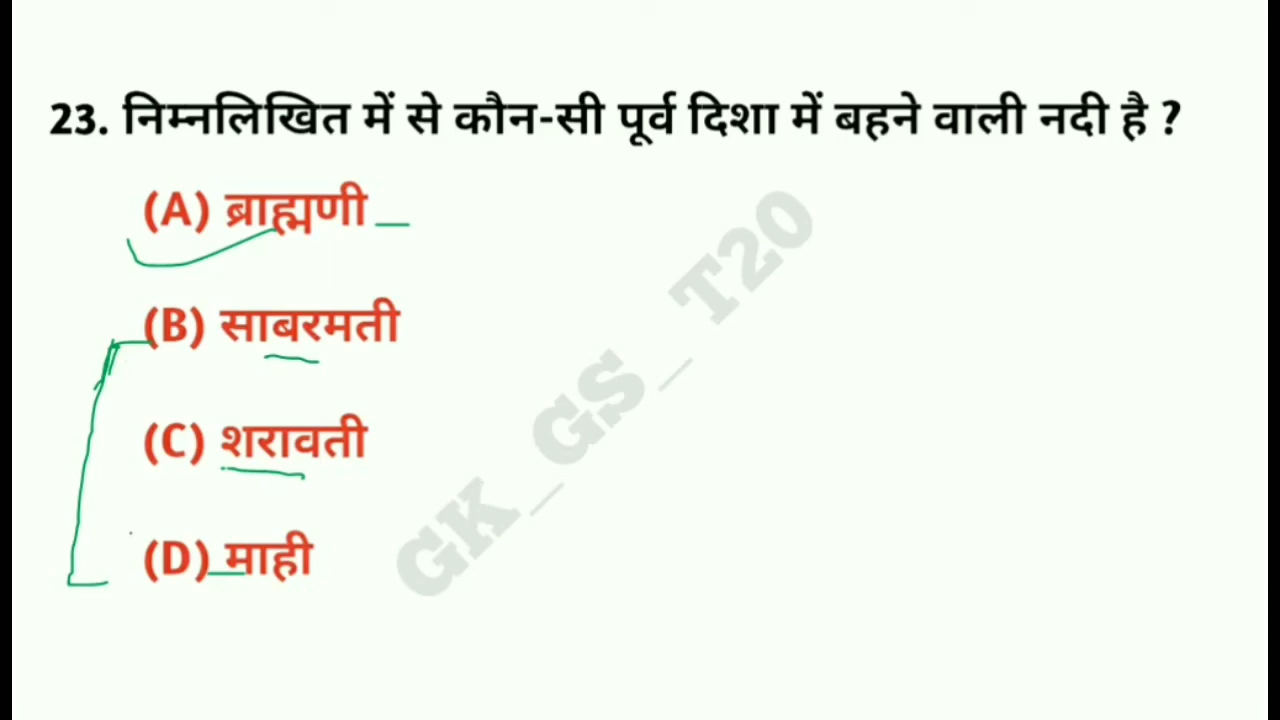 23. निम्नलिखित में से कौन-सी पूर्व दिशा में बहने वाली नदी है ?
(A) ब्राह्मणी
(B) साबरमती
(C) शरावती
(D) माही
GK_GS_T20